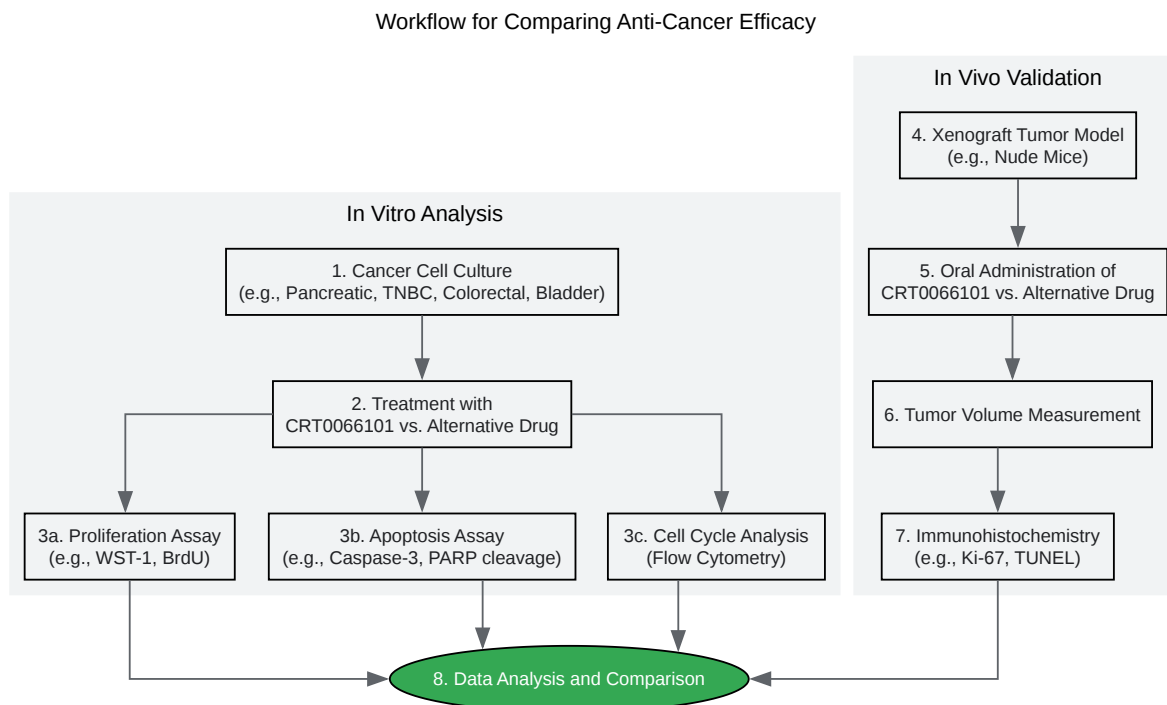 Workflow for Comparing Anti-Cancer Efficacy
In Vitro Analysis
1. Cancer Cell Culture
(e.g., Pancreatic, TNBC, Colorectal, Bladder)
2. Treatment with
CRT0066101 vs. Alternative Drug
3a. Proliferation Assay
(e.g., WST-1, BrdU)
3b. Apoptosis Assay
(e.g., Caspase-3, PARP cleavage)
3c. Cell Cycle Analysis
(Flow Cytometry)
In Vivo Validation
4. Xenograft Tumor Model
(e.g., Nude Mice)
5. Oral Administration of
CRT0066101 vs. Alternative Drug
6. Tumor Volume Measurement
7. Immunohistochemistry
(e.g., Ki-67, TUNEL)
8. Data Analysis and Comparison